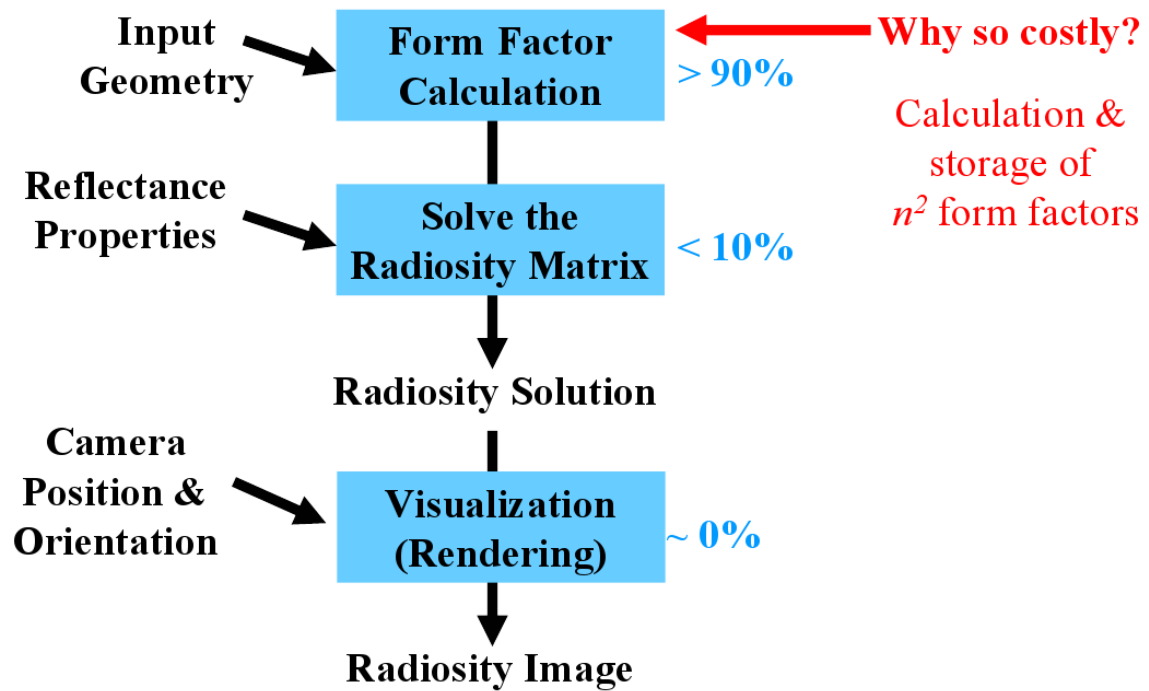 Input
Geometry
Form Factor
Calculation
> 90%
Why so costly?
Calculation &
storage of
n² form factors
Reflectance
Properties
Solve the
Radiosity Matrix
< 10%
Radiosity Solution
Camera
Position &
Orientation
Visualization
(Rendering)
~ 0%
Radiosity Image